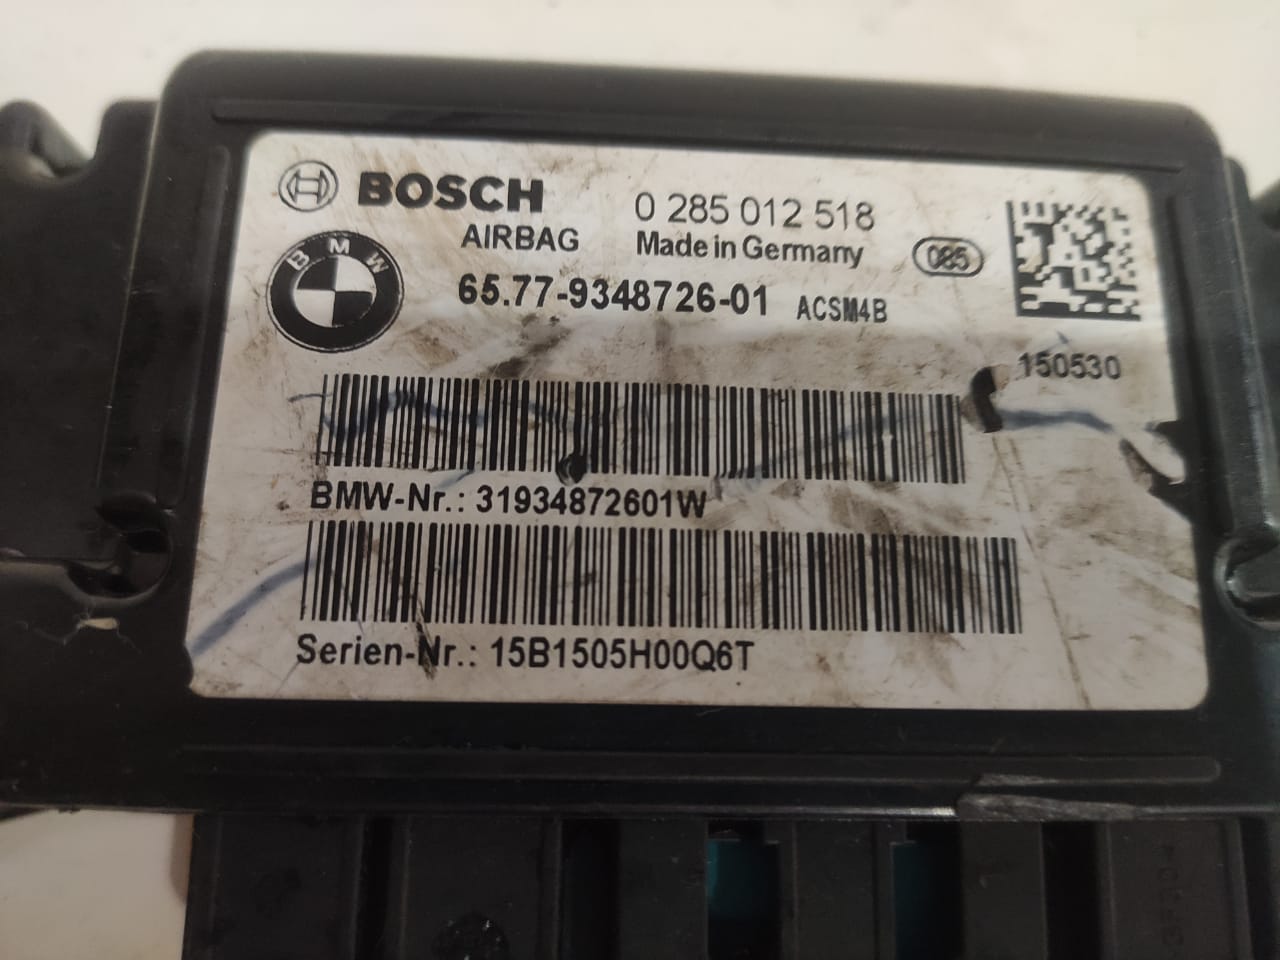 BOSCH 0 285 012 518
AIRBAG Made in Germany 085
BMW
65.77-9348726-01 ACSM4B
150530
BMW-Nr.: 31934872601W
Serien-Nr.: 15B1505H00Q6T